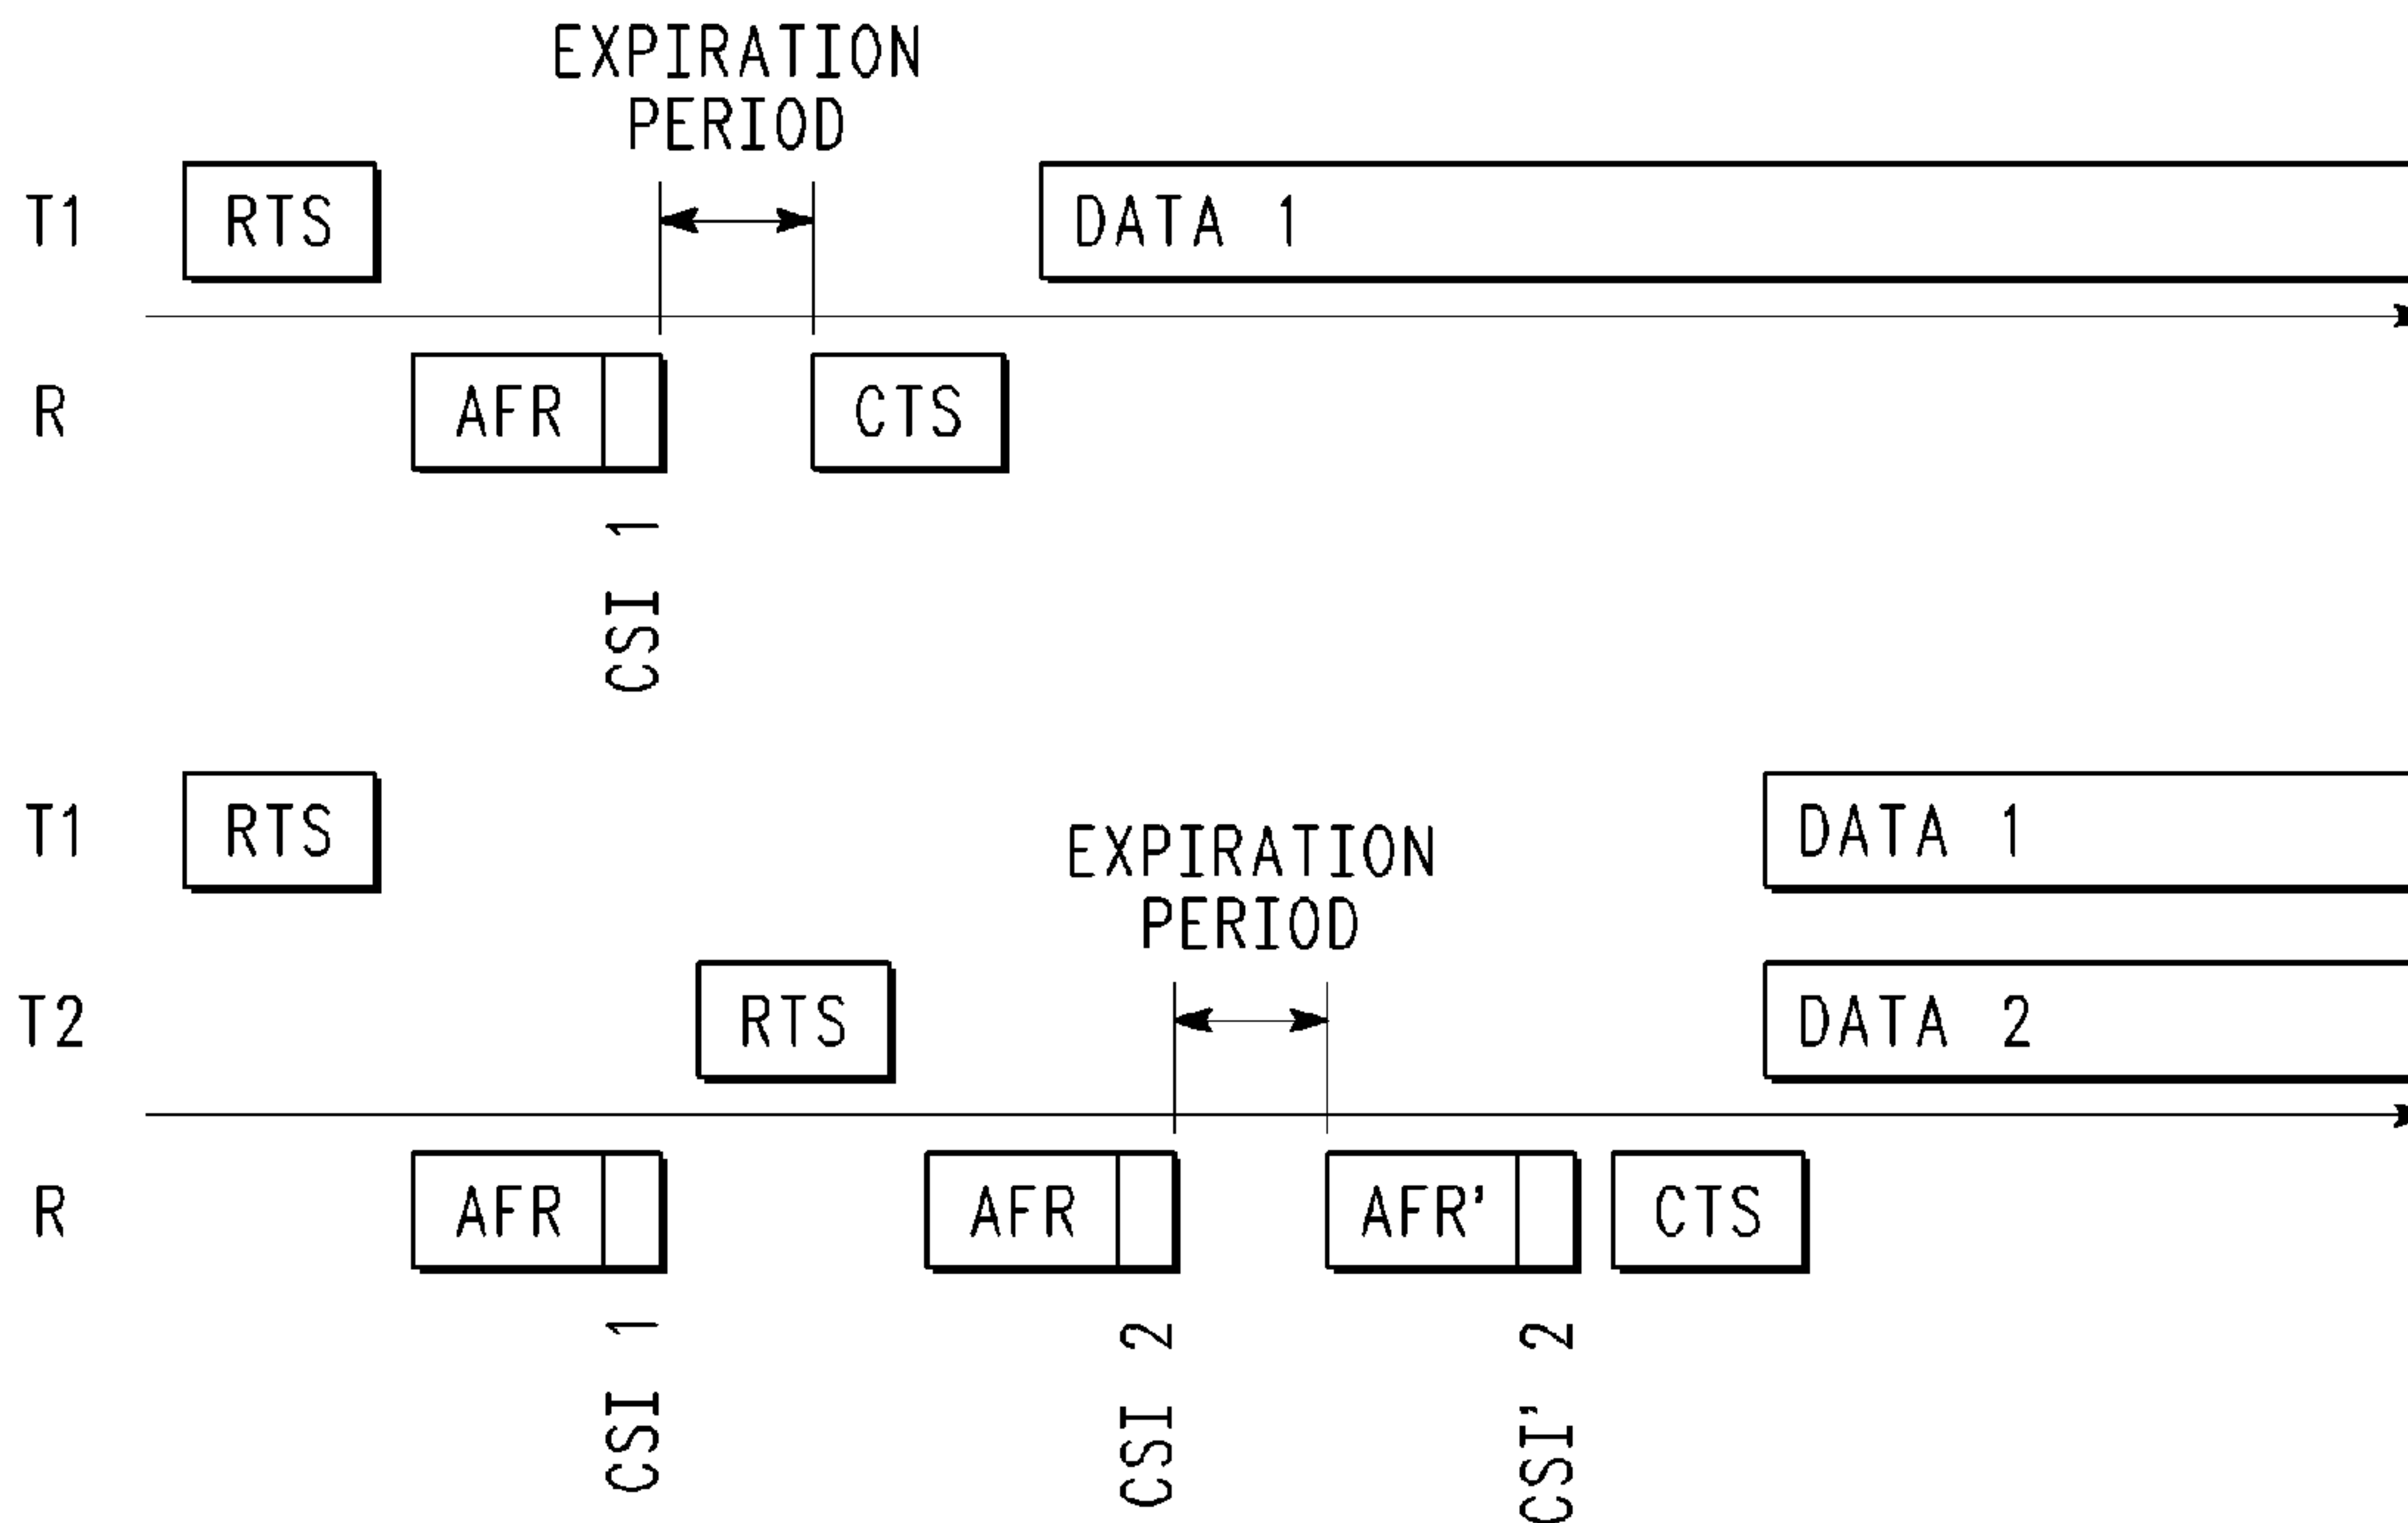 EXPIRATION
PERIOD
T1 RTS DATA 1
R AFR CTS
CSI 1
T1 RTS DATA 1
EXPIRATION
PERIOD
T2 RTS DATA 2
R AFR AFR AFR' CTS
CSI 1 CSI 2 CSI' 2